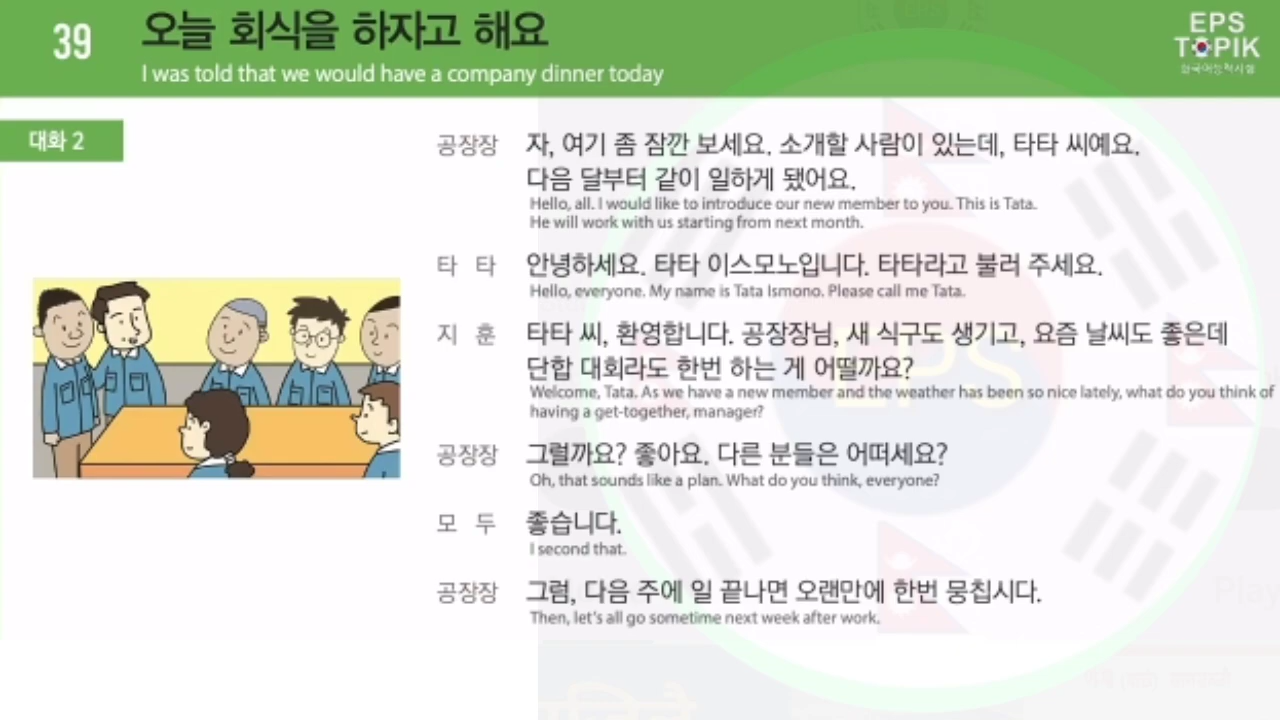 39
오늘 회식을 하자고 해요
I was told that we would have a company dinner today
EPS
TOPIK
한국어능력시험
대화 2
공장장 자, 여기 좀 잠깐 보세요. 소개할 사람이 있는데, 타타 씨예요.
다음 달부터 같이 일하게 됐어요.
Hello, all. I would like to introduce our new member to you. This is Tata.
He will work with us starting from next month.
타 타 안녕하세요. 타타 이스모노입니다. 타타라고 불러 주세요.
Hello, everyone. My name is Tata Ismono. Please call me Tata.
지 훈 타타 씨, 환영합니다. 공장장님, 새 식구도 생기고, 요즘 날씨도 좋은데
단합 대회라도 한번 하는 게 어떨까요?
Welcome, Tata. As we have a new member and the weather has been so nice lately, what do you think of
having a get-together, manager?
EPS
공장장 그럴까요? 좋아요. 다른 분들은 어떠세요?
Oh, that sounds like a plan. What do you think, everyone?
모 두 좋습니다.
I second that.
공장장 그럼, 다음 주에 일 끝나면 오랜만에 한번 뭉칩시다.
Then, let's all go sometime next week after work.
Play